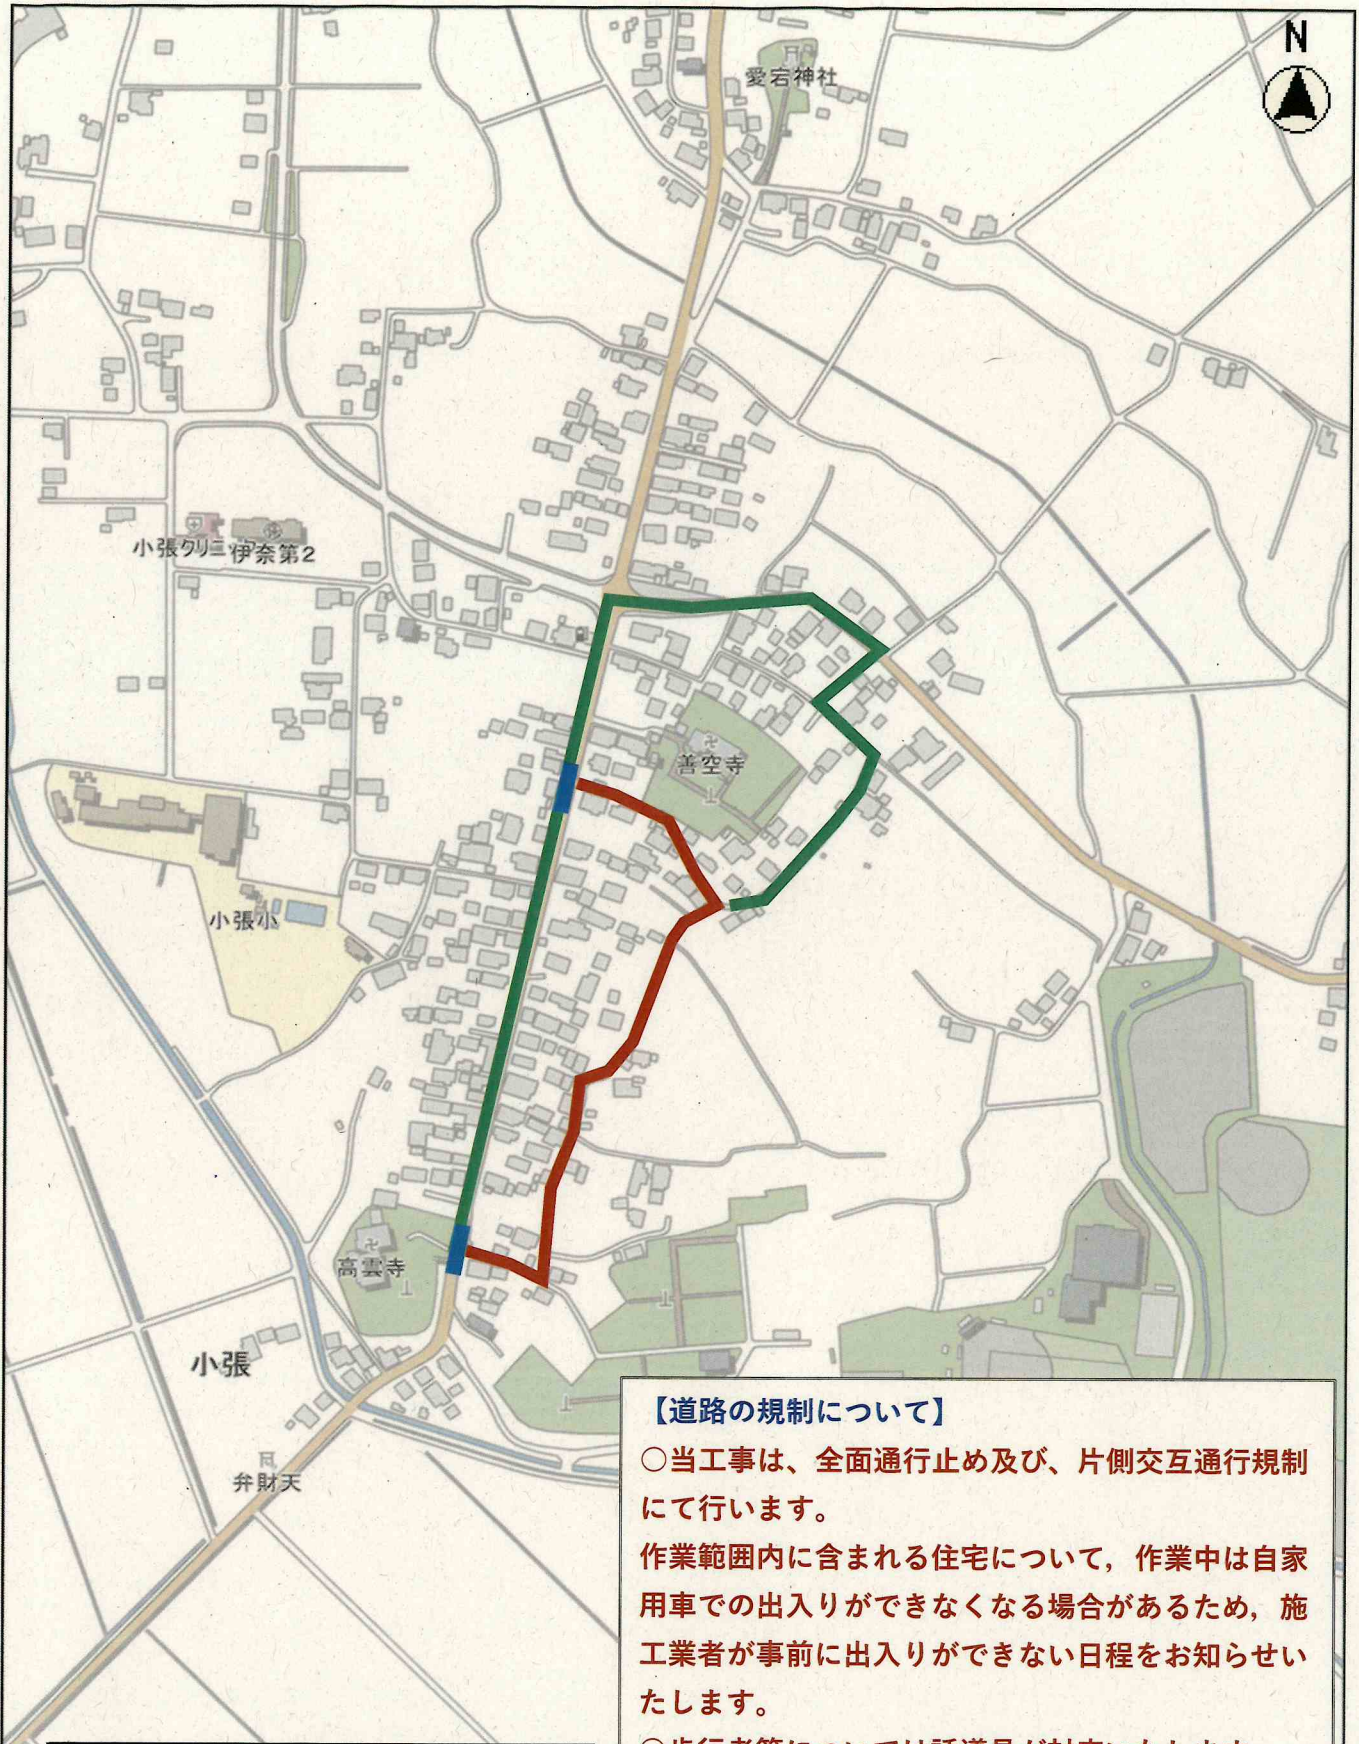 N
愛宕神社
小張クリニ
伊奈第2
善空寺
小張小
高雲寺
小張
弁財天
【道路の規制について】
○当工事は、全面通行止め及び、片側交互通行規制
にて行います。
作業範囲内に含まれる住宅について，作業中は自家
用車での出入りができなくなる場合があるため，施
工業者が事前に出入りができない日程をお知らせい
たします。